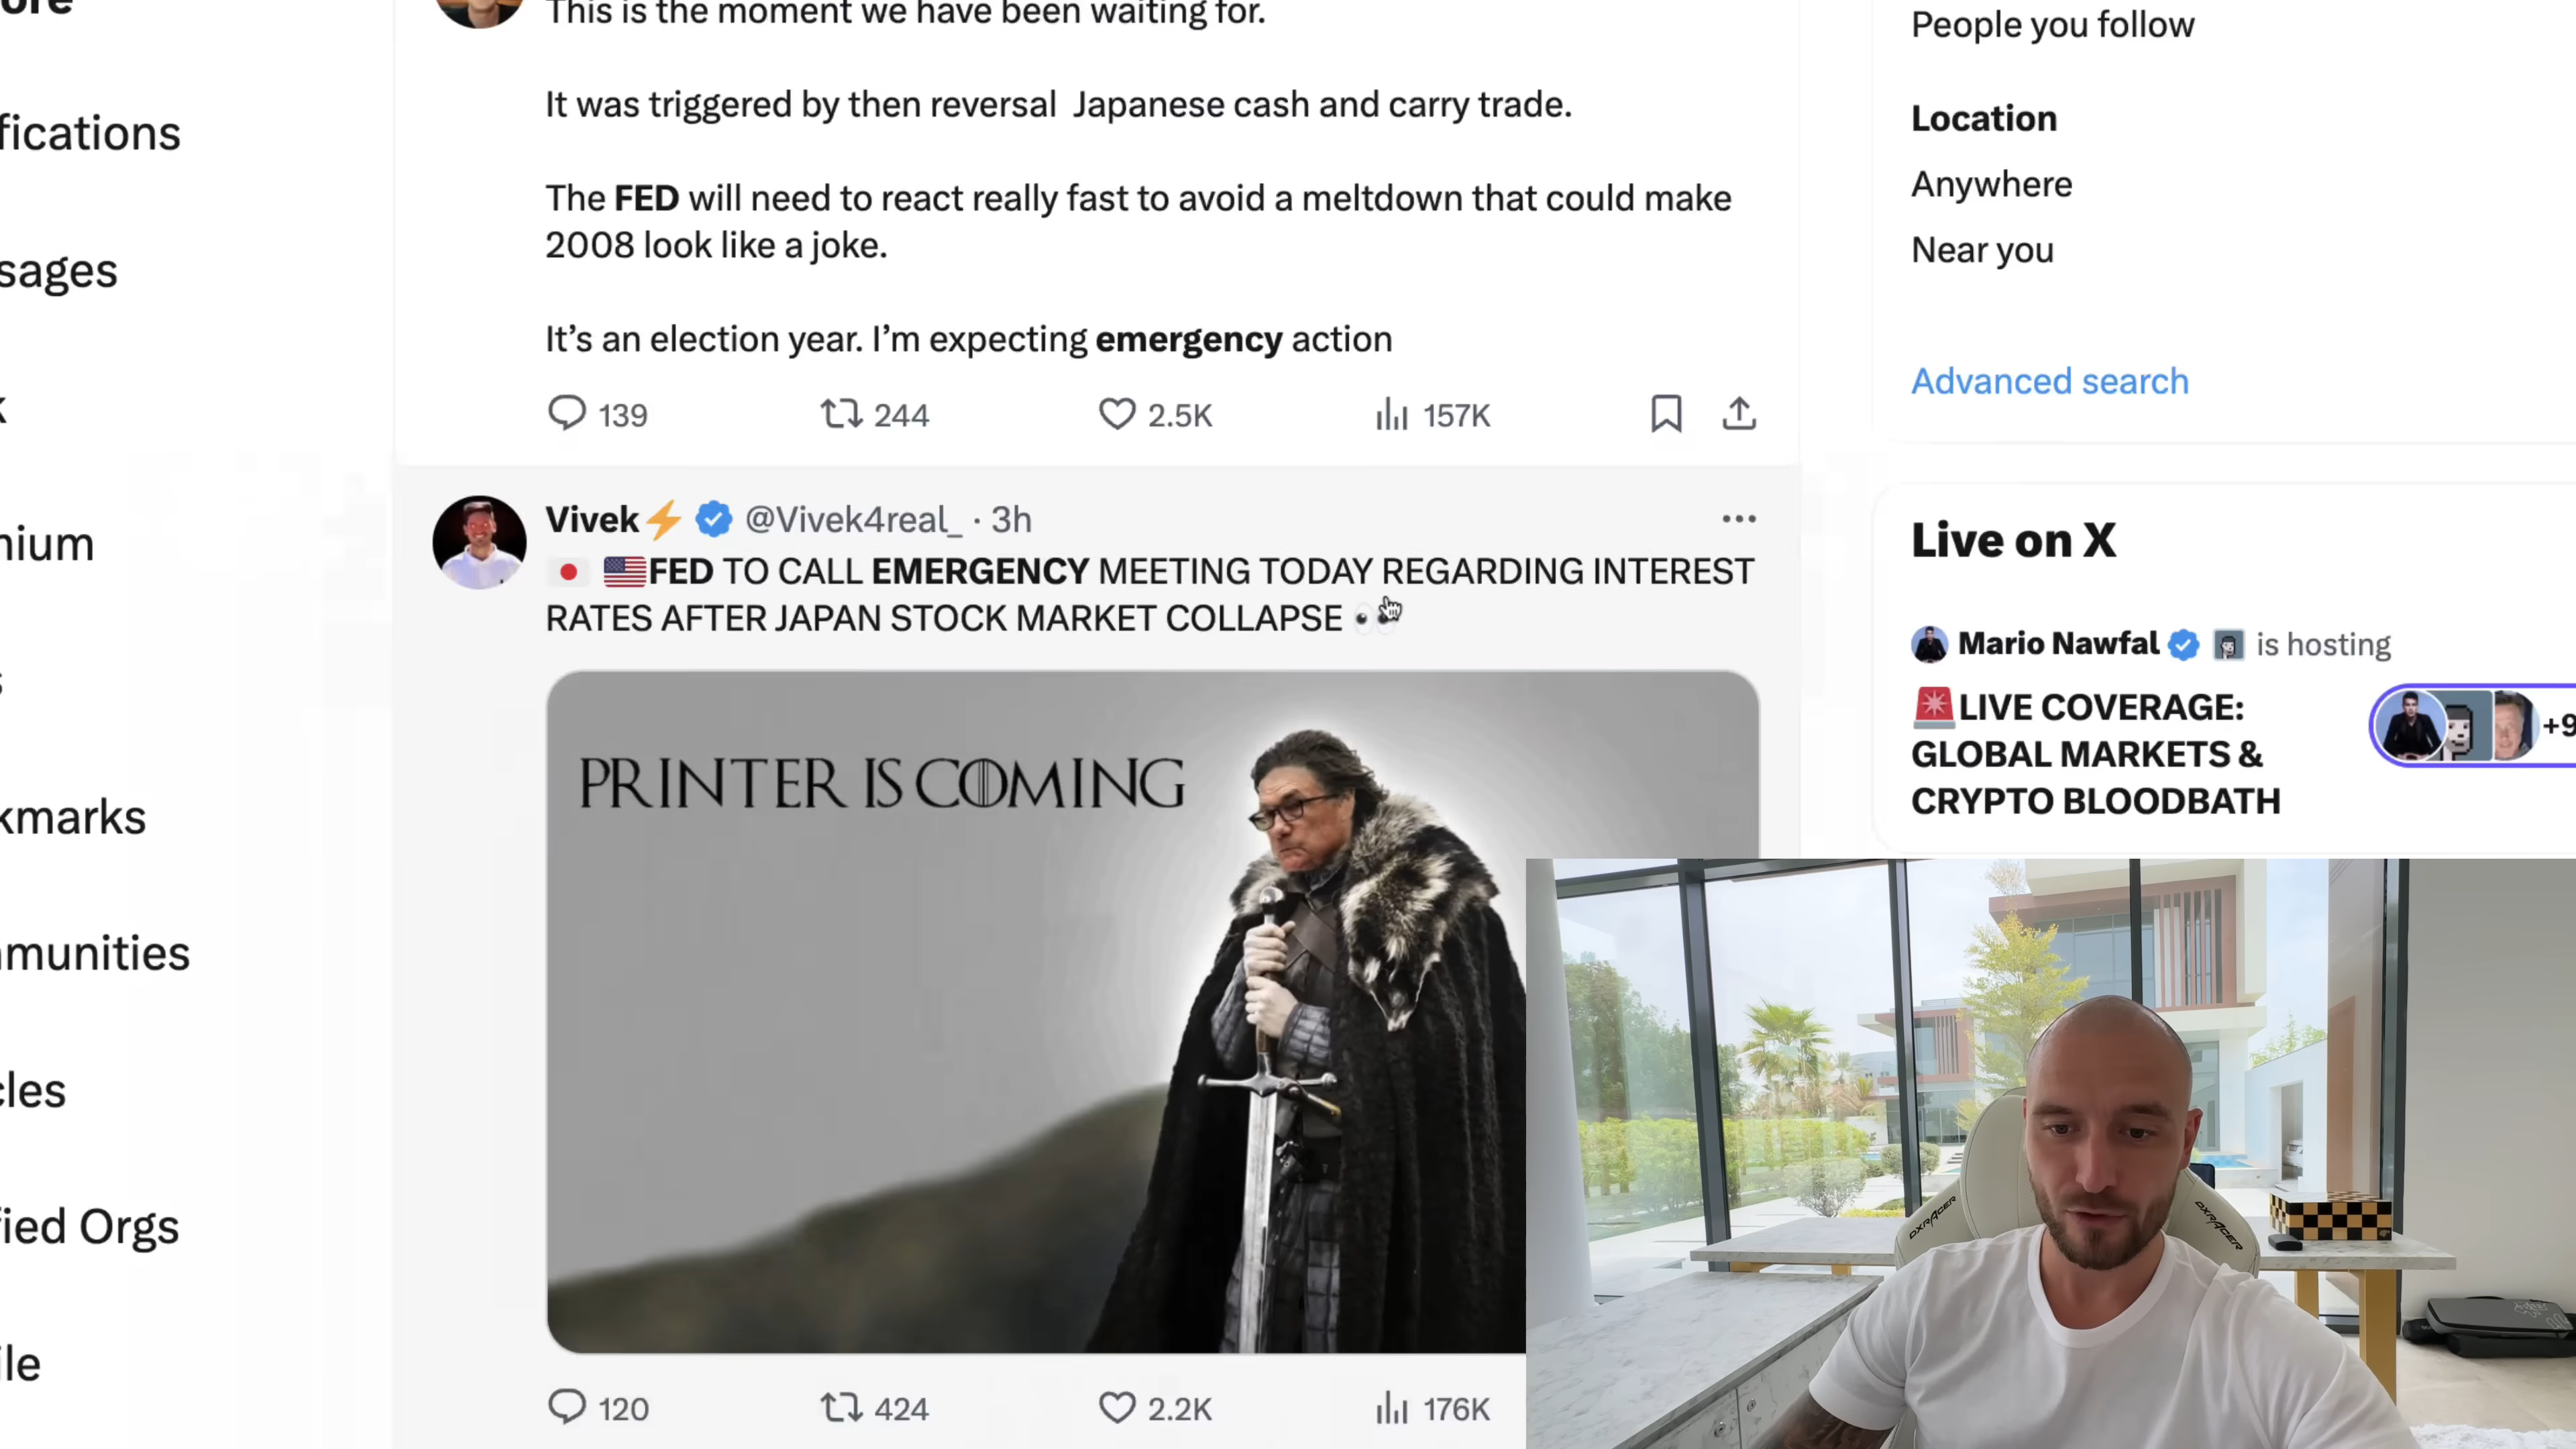 This is the moment we have been waiting for.
It was triggered by then reversal Japanese cash and carry trade.
The FED will need to react really fast to avoid a meltdown that could make
2008 look like a joke.
It’s an election year. I’m expecting emergency action
139 244 2.5K 157K
Vivek @Vivek4real_ · 3h
FED TO CALL EMERGENCY MEETING TODAY REGARDING INTEREST
RATES AFTER JAPAN STOCK MARKET COLLAPSE
PRINTER IS COMING
120 424 2.2K 176K
fications
sages
k
nium
s
kmarks
munities
cles
fied Orgs
ile
People you follow
Location
Anywhere
Near you
Advanced search
Live on X
Mario Nawfal is hosting
LIVE COVERAGE:
GLOBAL MARKETS &
CRYPTO BLOODBATH
+9
DXRACER
DXRACER